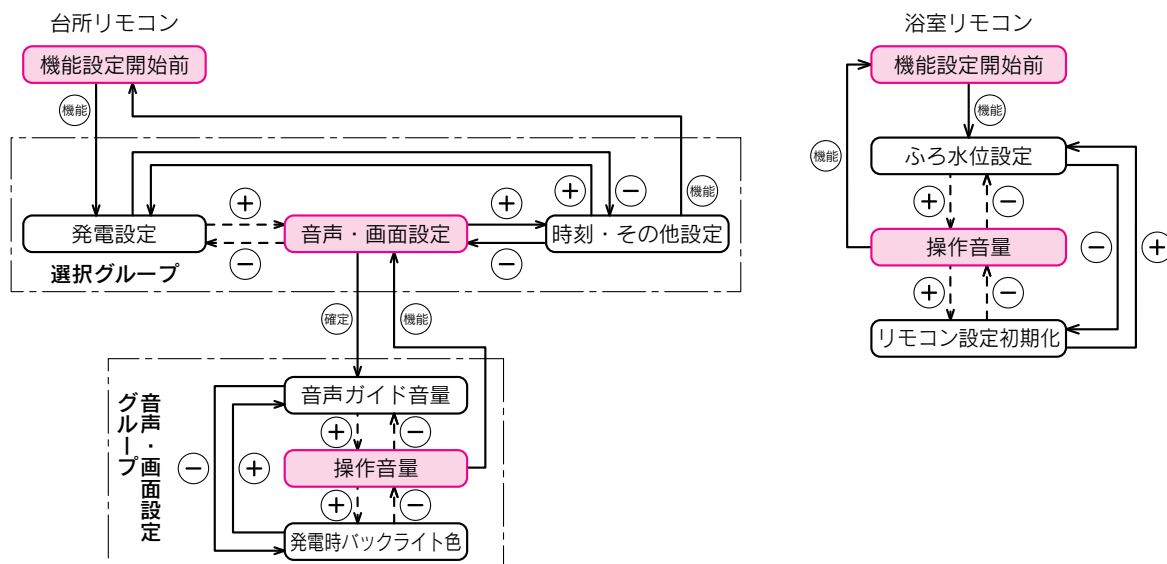 台所リモコン
機能設定開始前
機能
発電設定
+
−
音声・画面設定
+
−
時刻・その他設定
+
−
機能
選択グループ
確定
機能
音声・画面設定
グループ
音声ガイド音量
+
−
操作音量
+
−
発電時バックライト色
−
+
浴室リモコン
機能設定開始前
機能
機能
ふろ水位設定
+
−
操作音量
+
−
リモコン設定初期化
−
+